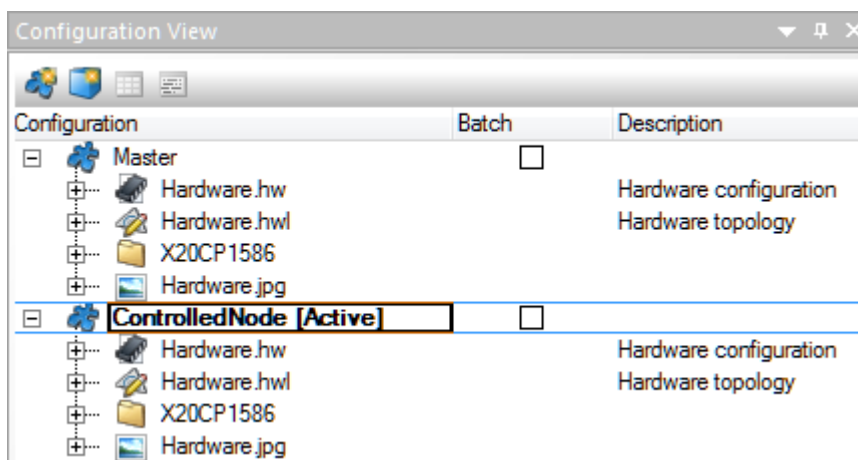 Configuration View
Configuration Batch Description
Master
Hardware.hw Hardware configuration
Hardware.hwl Hardware topology
X20CP1586
Hardware.jpg
ControlledNode [Active]
Hardware.hw Hardware configuration
Hardware.hwl Hardware topology
X20CP1586
Hardware.jpg